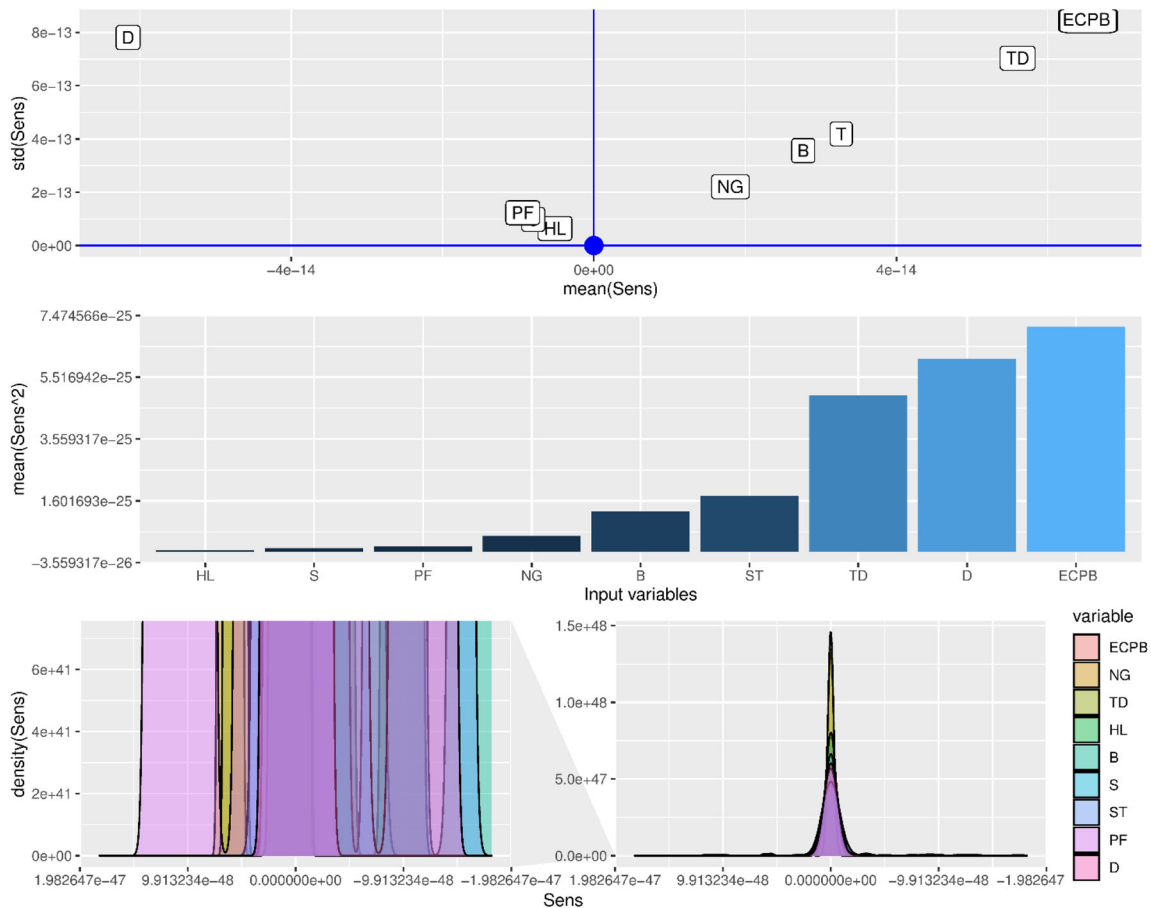 8e−13
6e−13
4e−13
2e−13
0e+00
std(Sens)
D
ECPB
TD
T
B
NG
PF
HL
−4e−14
0e+00
4e−14
mean(Sens)
7.474566e−25
5.516942e−25
3.559317e−25
1.601693e−25
−3.559317e−26
mean(Sens^2)
HL S PF NG B ST TD D ECPB
Input variables
6e+41
4e+41
2e+41
0e+00
density(Sens)
1.982647e−47 9.913234e−48 0.000000e+00 −9.913234e−48 −1.982647e−47
1.5e+48
1.0e+48
5.0e+47
0.0e+00
1.982647e−47 9.913234e−48 0.000000e+00 −9.913234e−48 −1.982647
Sens
variable
ECPB
NG
TD
HL
B
S
ST
PF
D